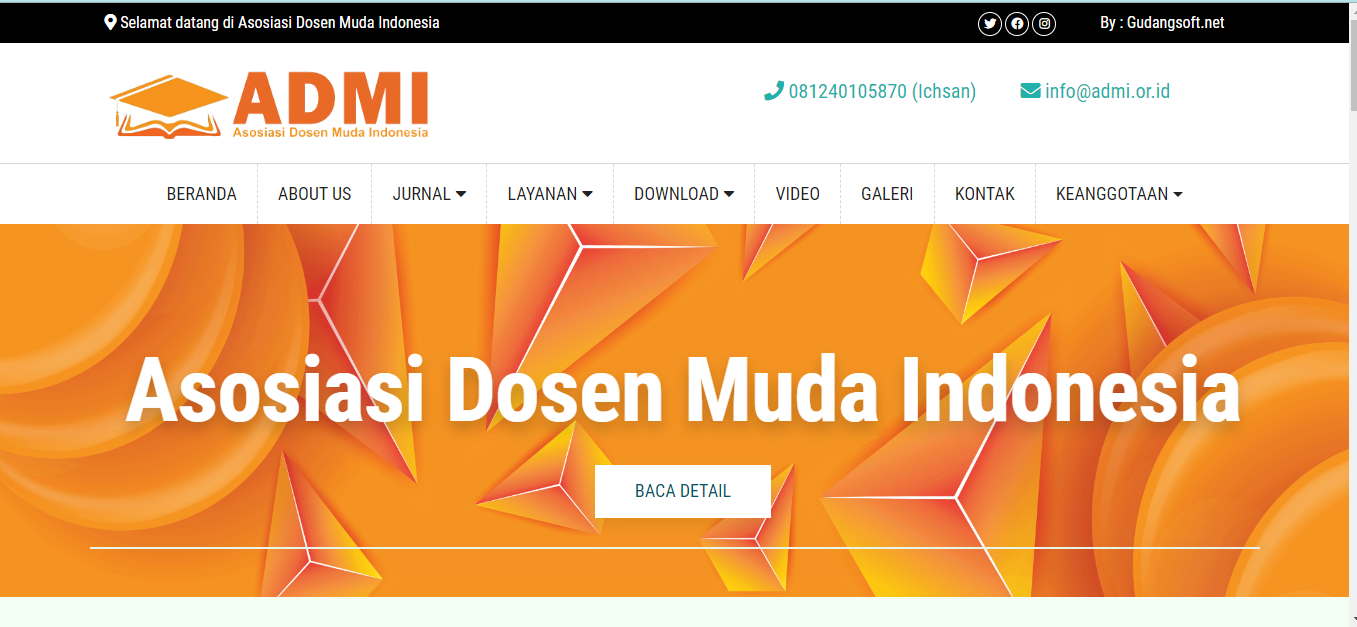 Selamat datang di Asosiasi Dosen Muda Indonesia
By : Gudangsoft.net
ADMI
Asosiasi Dosen Muda Indonesia
081240105870 (Ichsan)
info@admi.or.id
BERANDA
ABOUT US
JURNAL
LAYANAN
DOWNLOAD
VIDEO
GALERI
KONTAK
KEANGGOTAAN
Asosiasi Dosen Muda Indonesia
BACA DETAIL